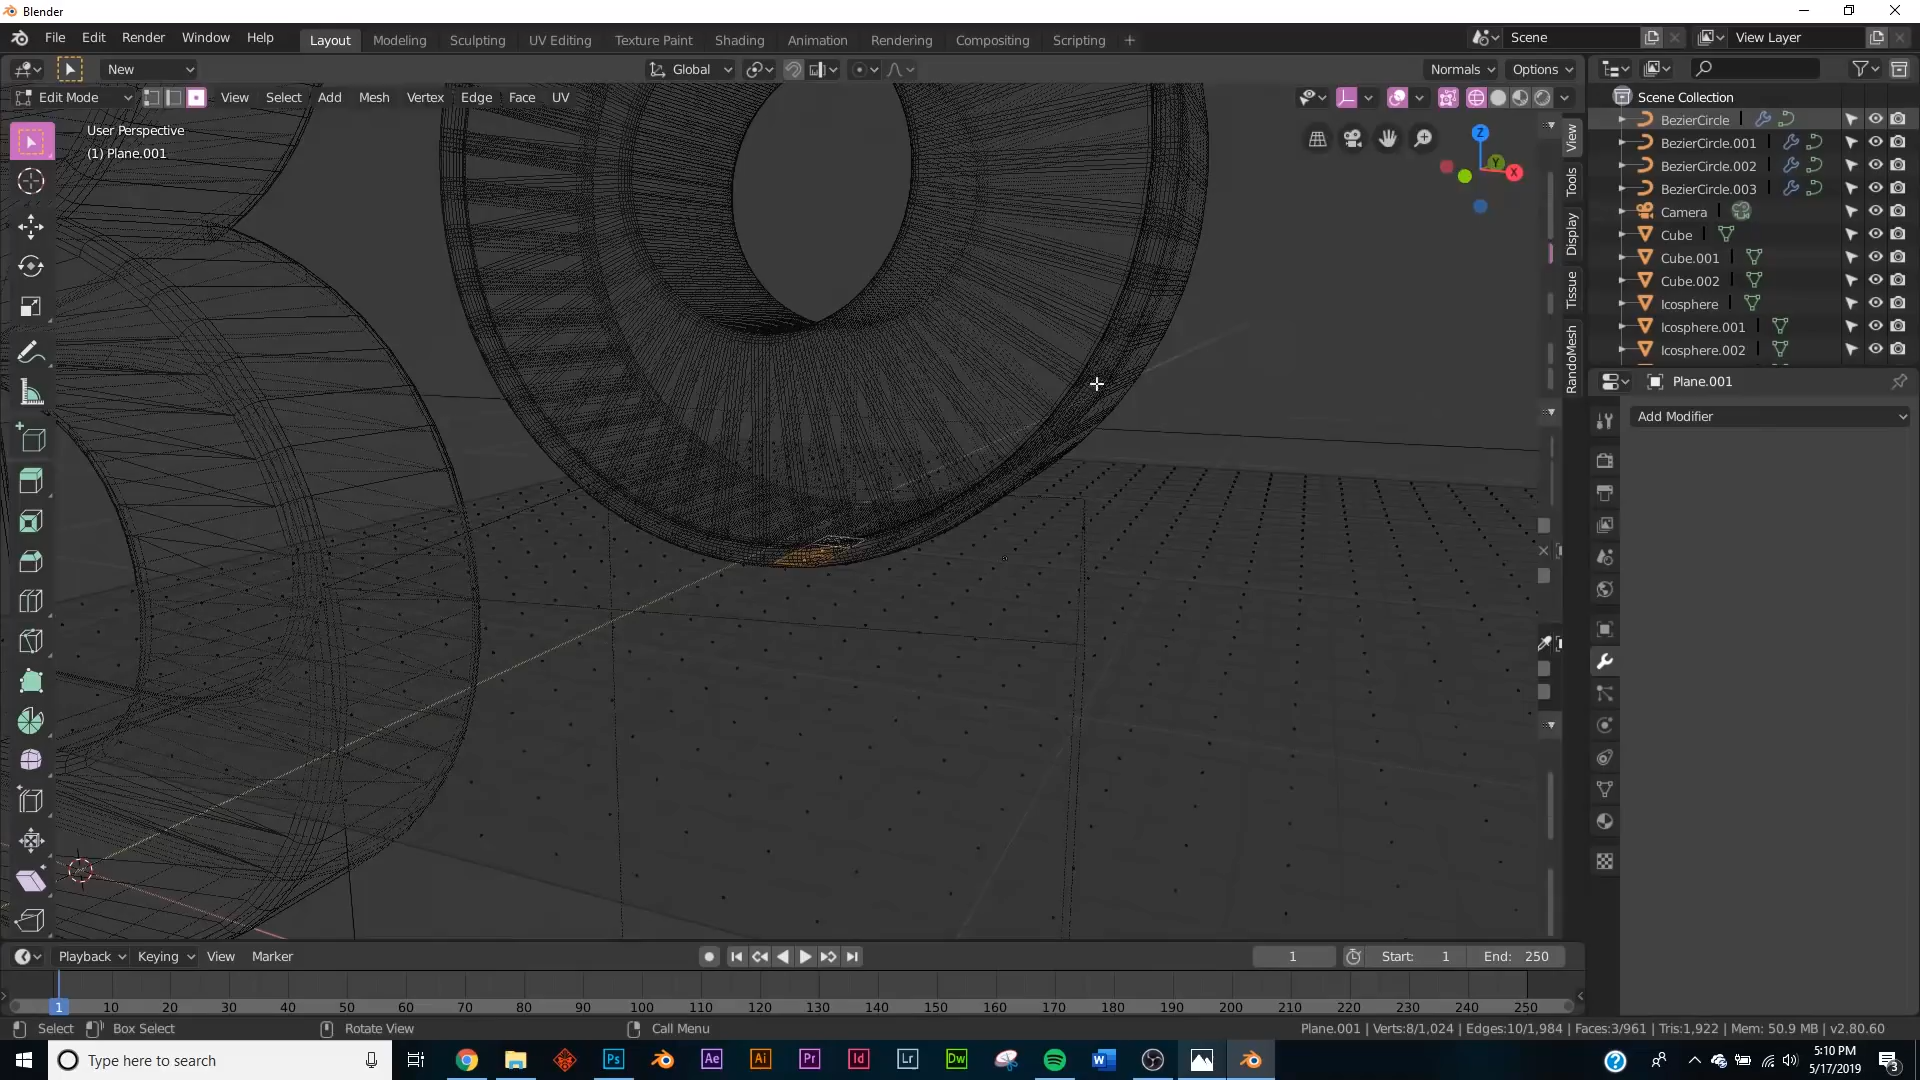 Blender
File Edit Render Window Help Layout Modeling Sculpting UV Editing Texture Paint Shading Animation Rendering Compositing Scripting + Scene View Layer
New Global Normals Options
Edit Mode View Select Add Mesh Vertex Edge Face UV
User Perspective
(1) Plane.001
Z
Y
X
View
Tools
Display
Tissue
RandoMesh
Scene Collection
BezierCircle
BezierCircle.001
BezierCircle.002
BezierCircle.003
Camera
Cube
Cube.001
Cube.002
Icosphere
Icosphere.001
Icosphere.002
Plane.001
Add Modifier
Playback Keying View Marker 1 Start: 1 End: 250
1 10 20 30 40 50 60 70 80 90 100 110 120 130 140 150 160 170 180 190 200 210 220 230 240 250
Select Box Select Rotate View Call Menu Plane.001 | Verts:8/1,024 | Edges:10/1,984 | Faces:3/961 | Tris:1,922 | Mem: 50.9 MB | v2.80.60
Type here to search Ps Ae Ai Pr Id Lr Dw W ? 5:10 PM
5/17/2019 3